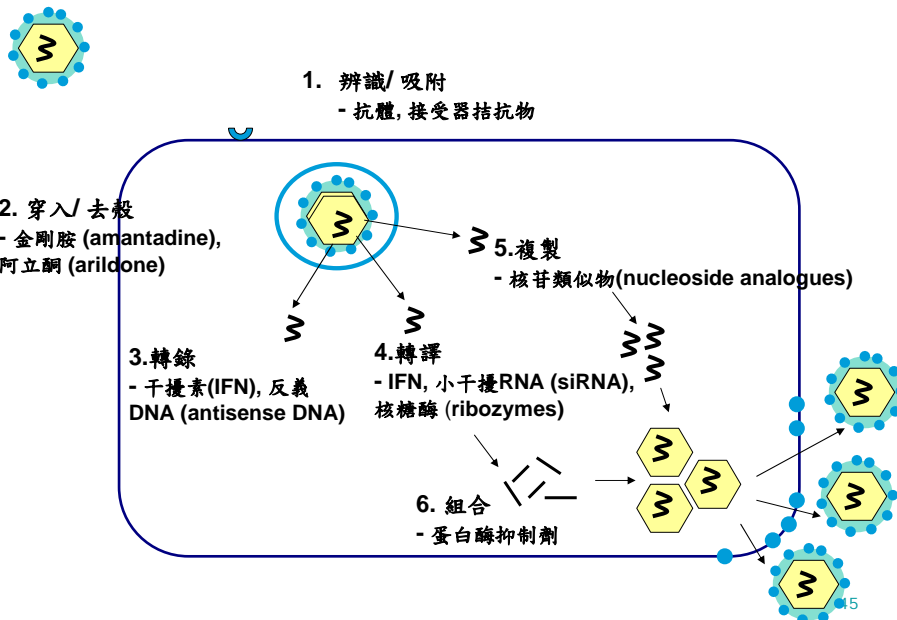 1. 辨識/ 吸附
- 抗體, 接受器拮抗物
2. 穿入/ 去殼
- 金剛胺 (amantadine),
阿立酮 (arildone)
3.轉錄
- 干擾素(IFN), 反義
DNA (antisense DNA)
4.轉譯
- IFN, 小干擾RNA (siRNA),
核糖酶 (ribozymes)
5.複製
- 核苷類似物(nucleoside analogues)
6. 組合
- 蛋白酶抑制劑
45